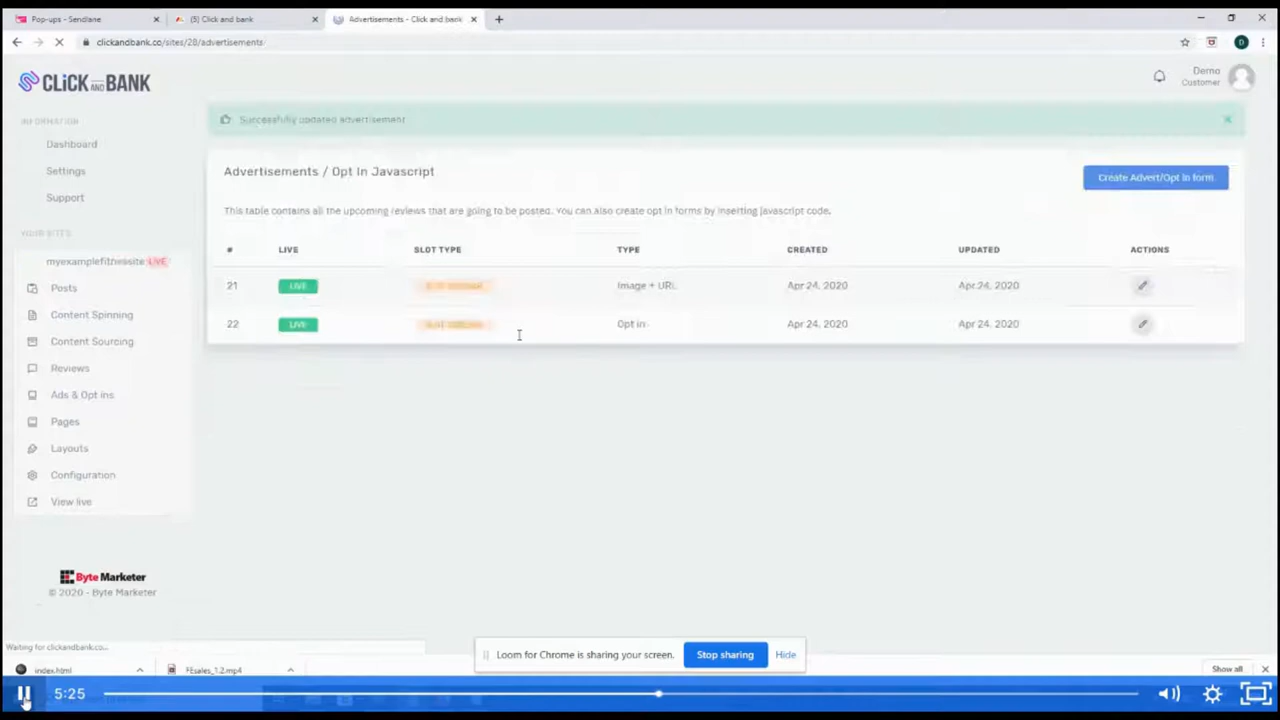 Pop-ups - Sendlane
(5) Click and bank
Advertisements - Click and bank
clickandbank.co/sites/28/advertisements
CLiCK AND BANK
Demo
Customer
INFORMATION
Dashboard
Settings
Support
YOUR SITES
myexamplefitwebsite LIVE
Posts
Content Spinning
Content Sourcing
Reviews
Ads & Opt ins
Pages
Layouts
Configuration
View live
Byte Marketer
© 2020 - Byte Marketer
Successfully updated advertisement
Advertisements / Opt In Javascript
Create Advert/Opt in form
This table contains all the upcoming reviews that are going to be posted. You can also create opt in forms by inserting javascript code.
# LIVE SLOT TYPE TYPE CREATED UPDATED ACTIONS
21 LIVE Image + URL Apr 24, 2020 Apr 24, 2020
22 LIVE Opt in Apr 24, 2020 Apr 24, 2020
Waiting for clickandbank.co...
Loom for Chrome is sharing your screen. Stop sharing Hide
index.html
FEsales_1.2.mp4
Show all
5:25